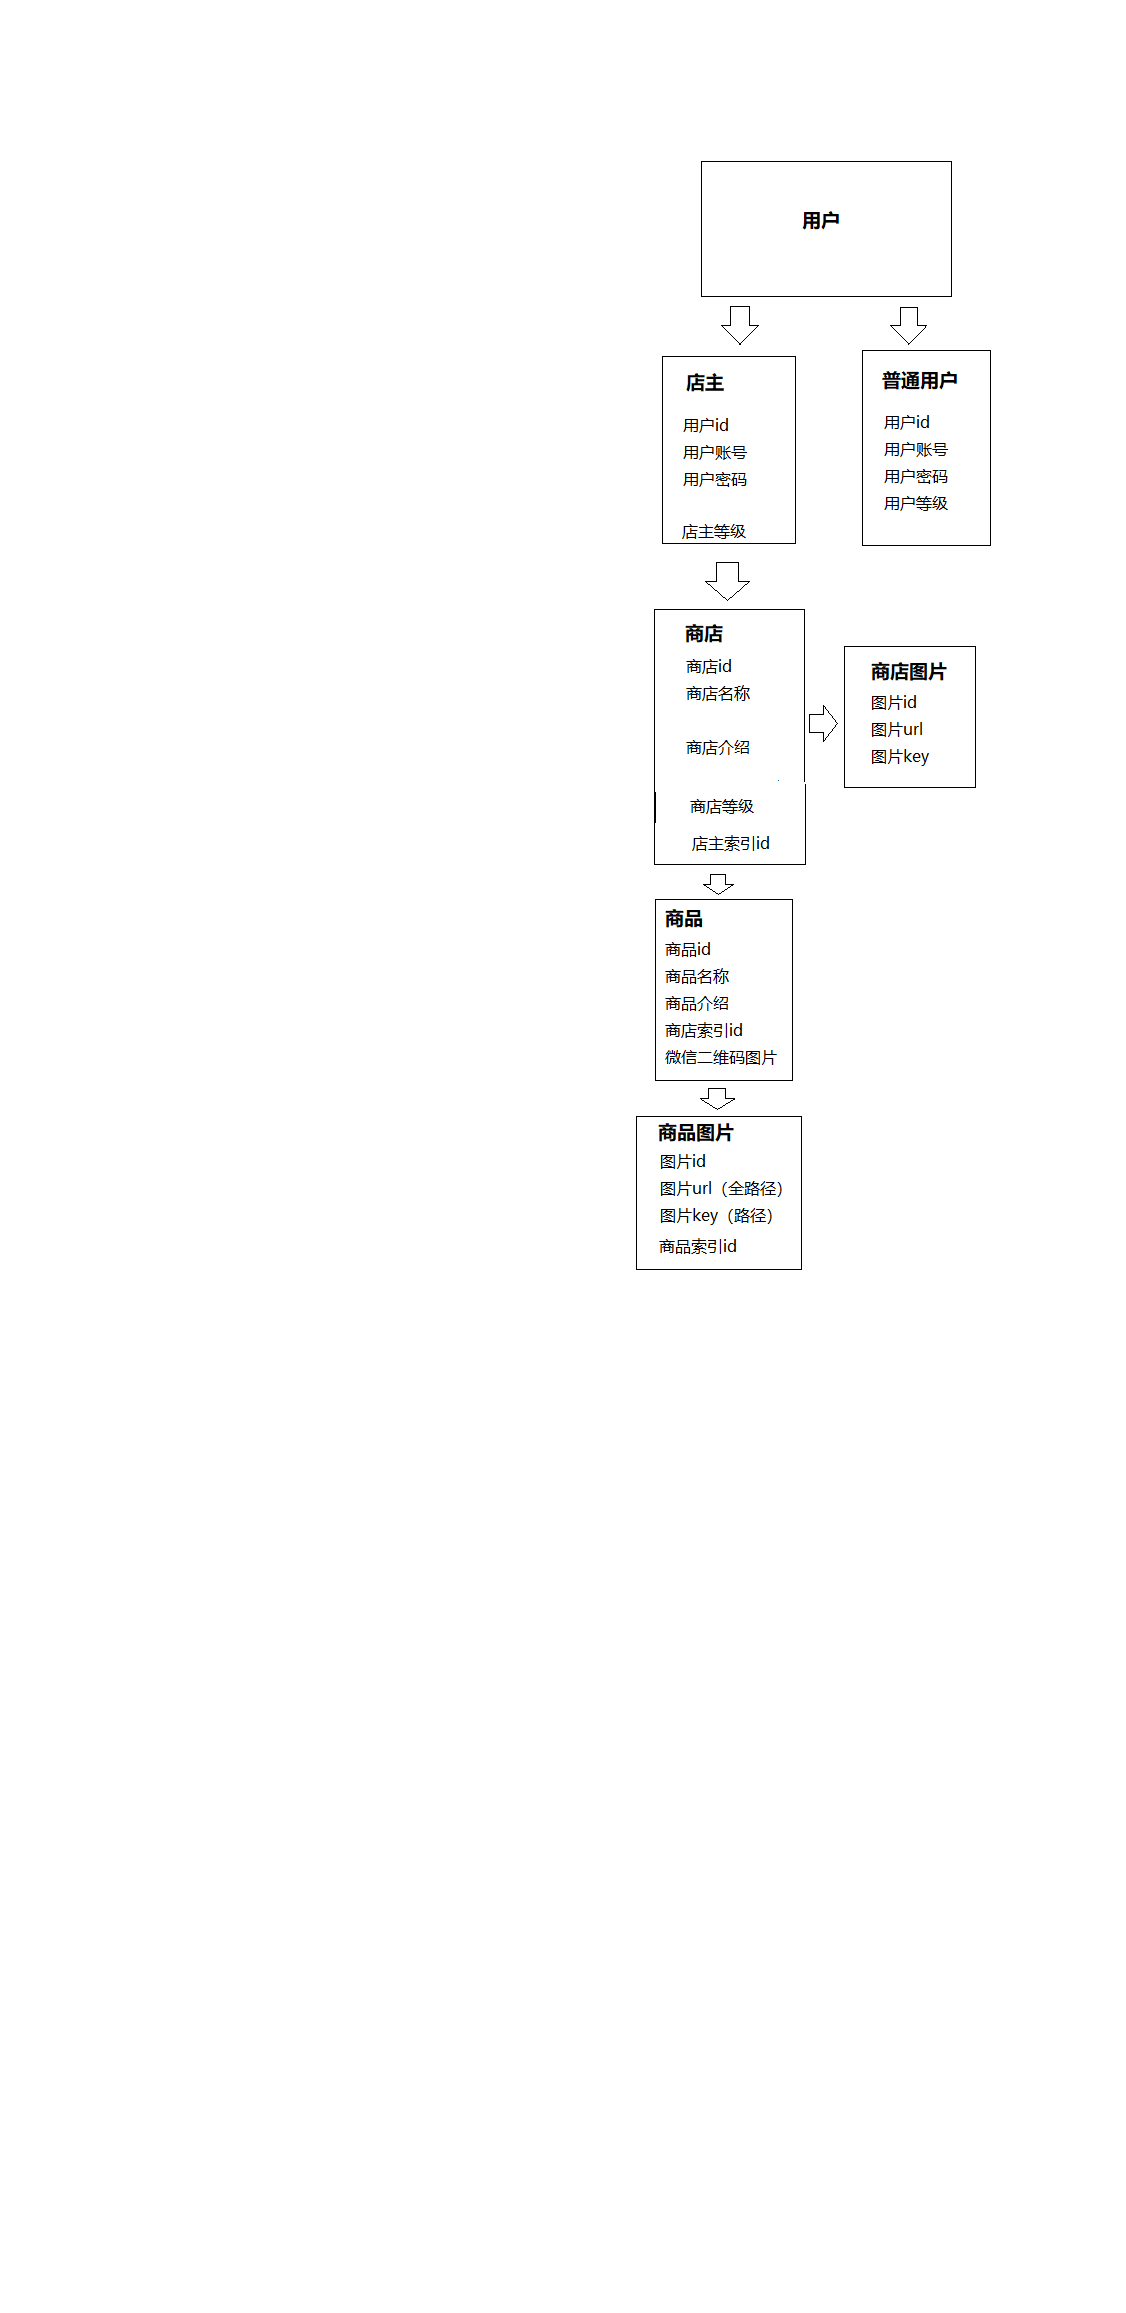 用户
店主
用户id
用户账号
用户密码
店主等级
普通用户
用户id
用户账号
用户密码
用户等级
商店
商店id
商店名称
商店介绍
商店等级
店主索引id
商店图片
图片id
图片url
图片key
商品
商品id
商品名称
商品介绍
商店索引id
微信二维码图片
商品图片
图片id
图片url（全路径）
图片key（路径）
商品索引id